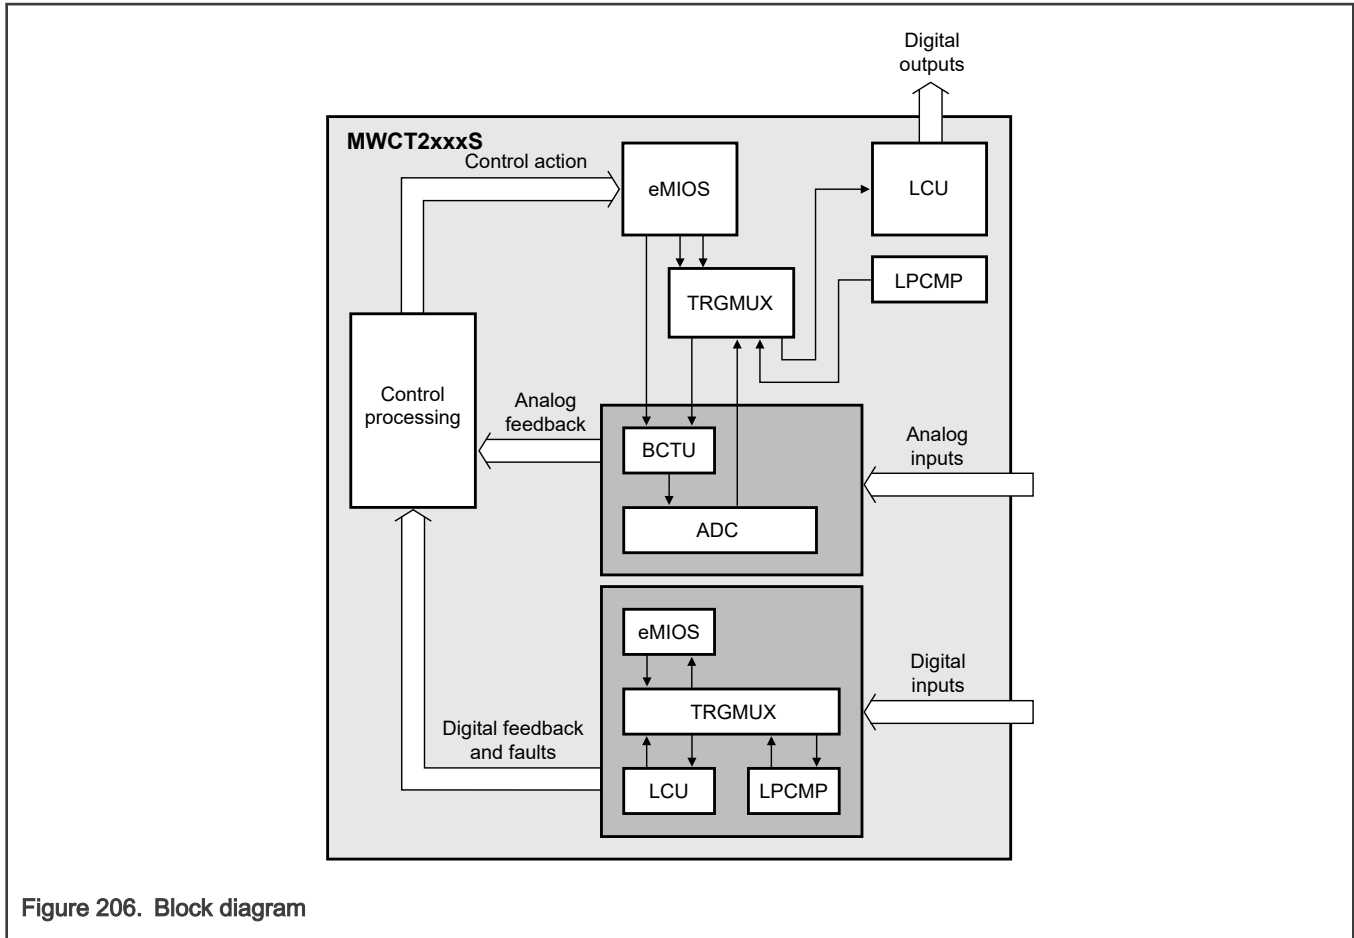 Digital
outputs
MWCT2xxxS
Control action
eMIOS
LCU
LPCMP
TRGMUX
Control
processing
Analog
feedback
BCTU
Analog
inputs
ADC
eMIOS
Digital
inputs
TRGMUX
Digital feedback
and faults
LCU
LPCMP
Figure 206. Block diagram